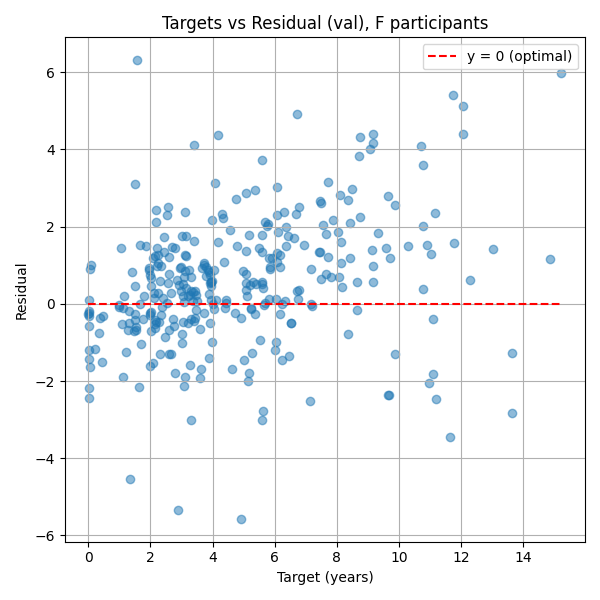 Targets vs Residual (val), F participants
y = 0 (optimal)
Residual
6
4
2
0
−2
−4
−6
0 2 4 6 8 10 12 14
Target (years)